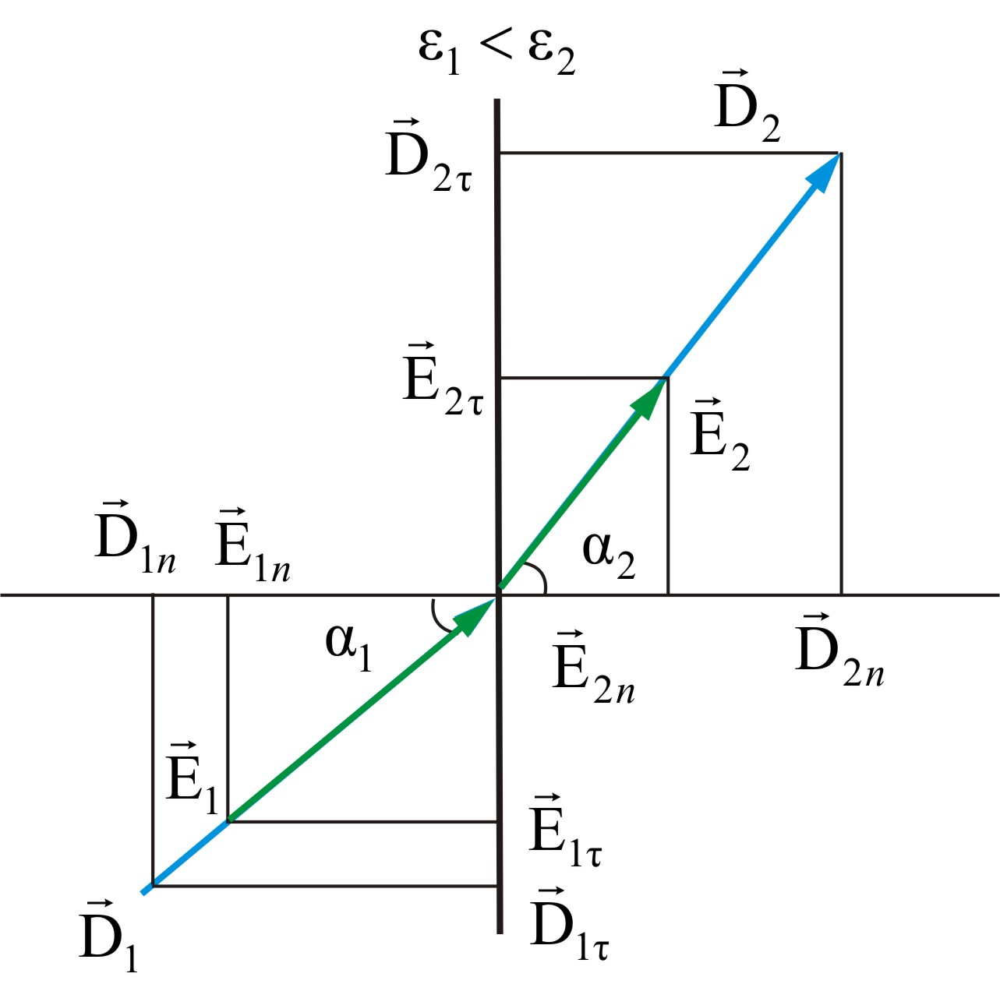 ε₁ < ε₂
D⃗₂
D⃗₂τ
E⃗₂τ
E⃗₂
D⃗₁n E⃗₁n
α₂
α₁
E⃗₂n D⃗₂n
E⃗₁
E⃗₁τ
D⃗₁ D⃗₁τ